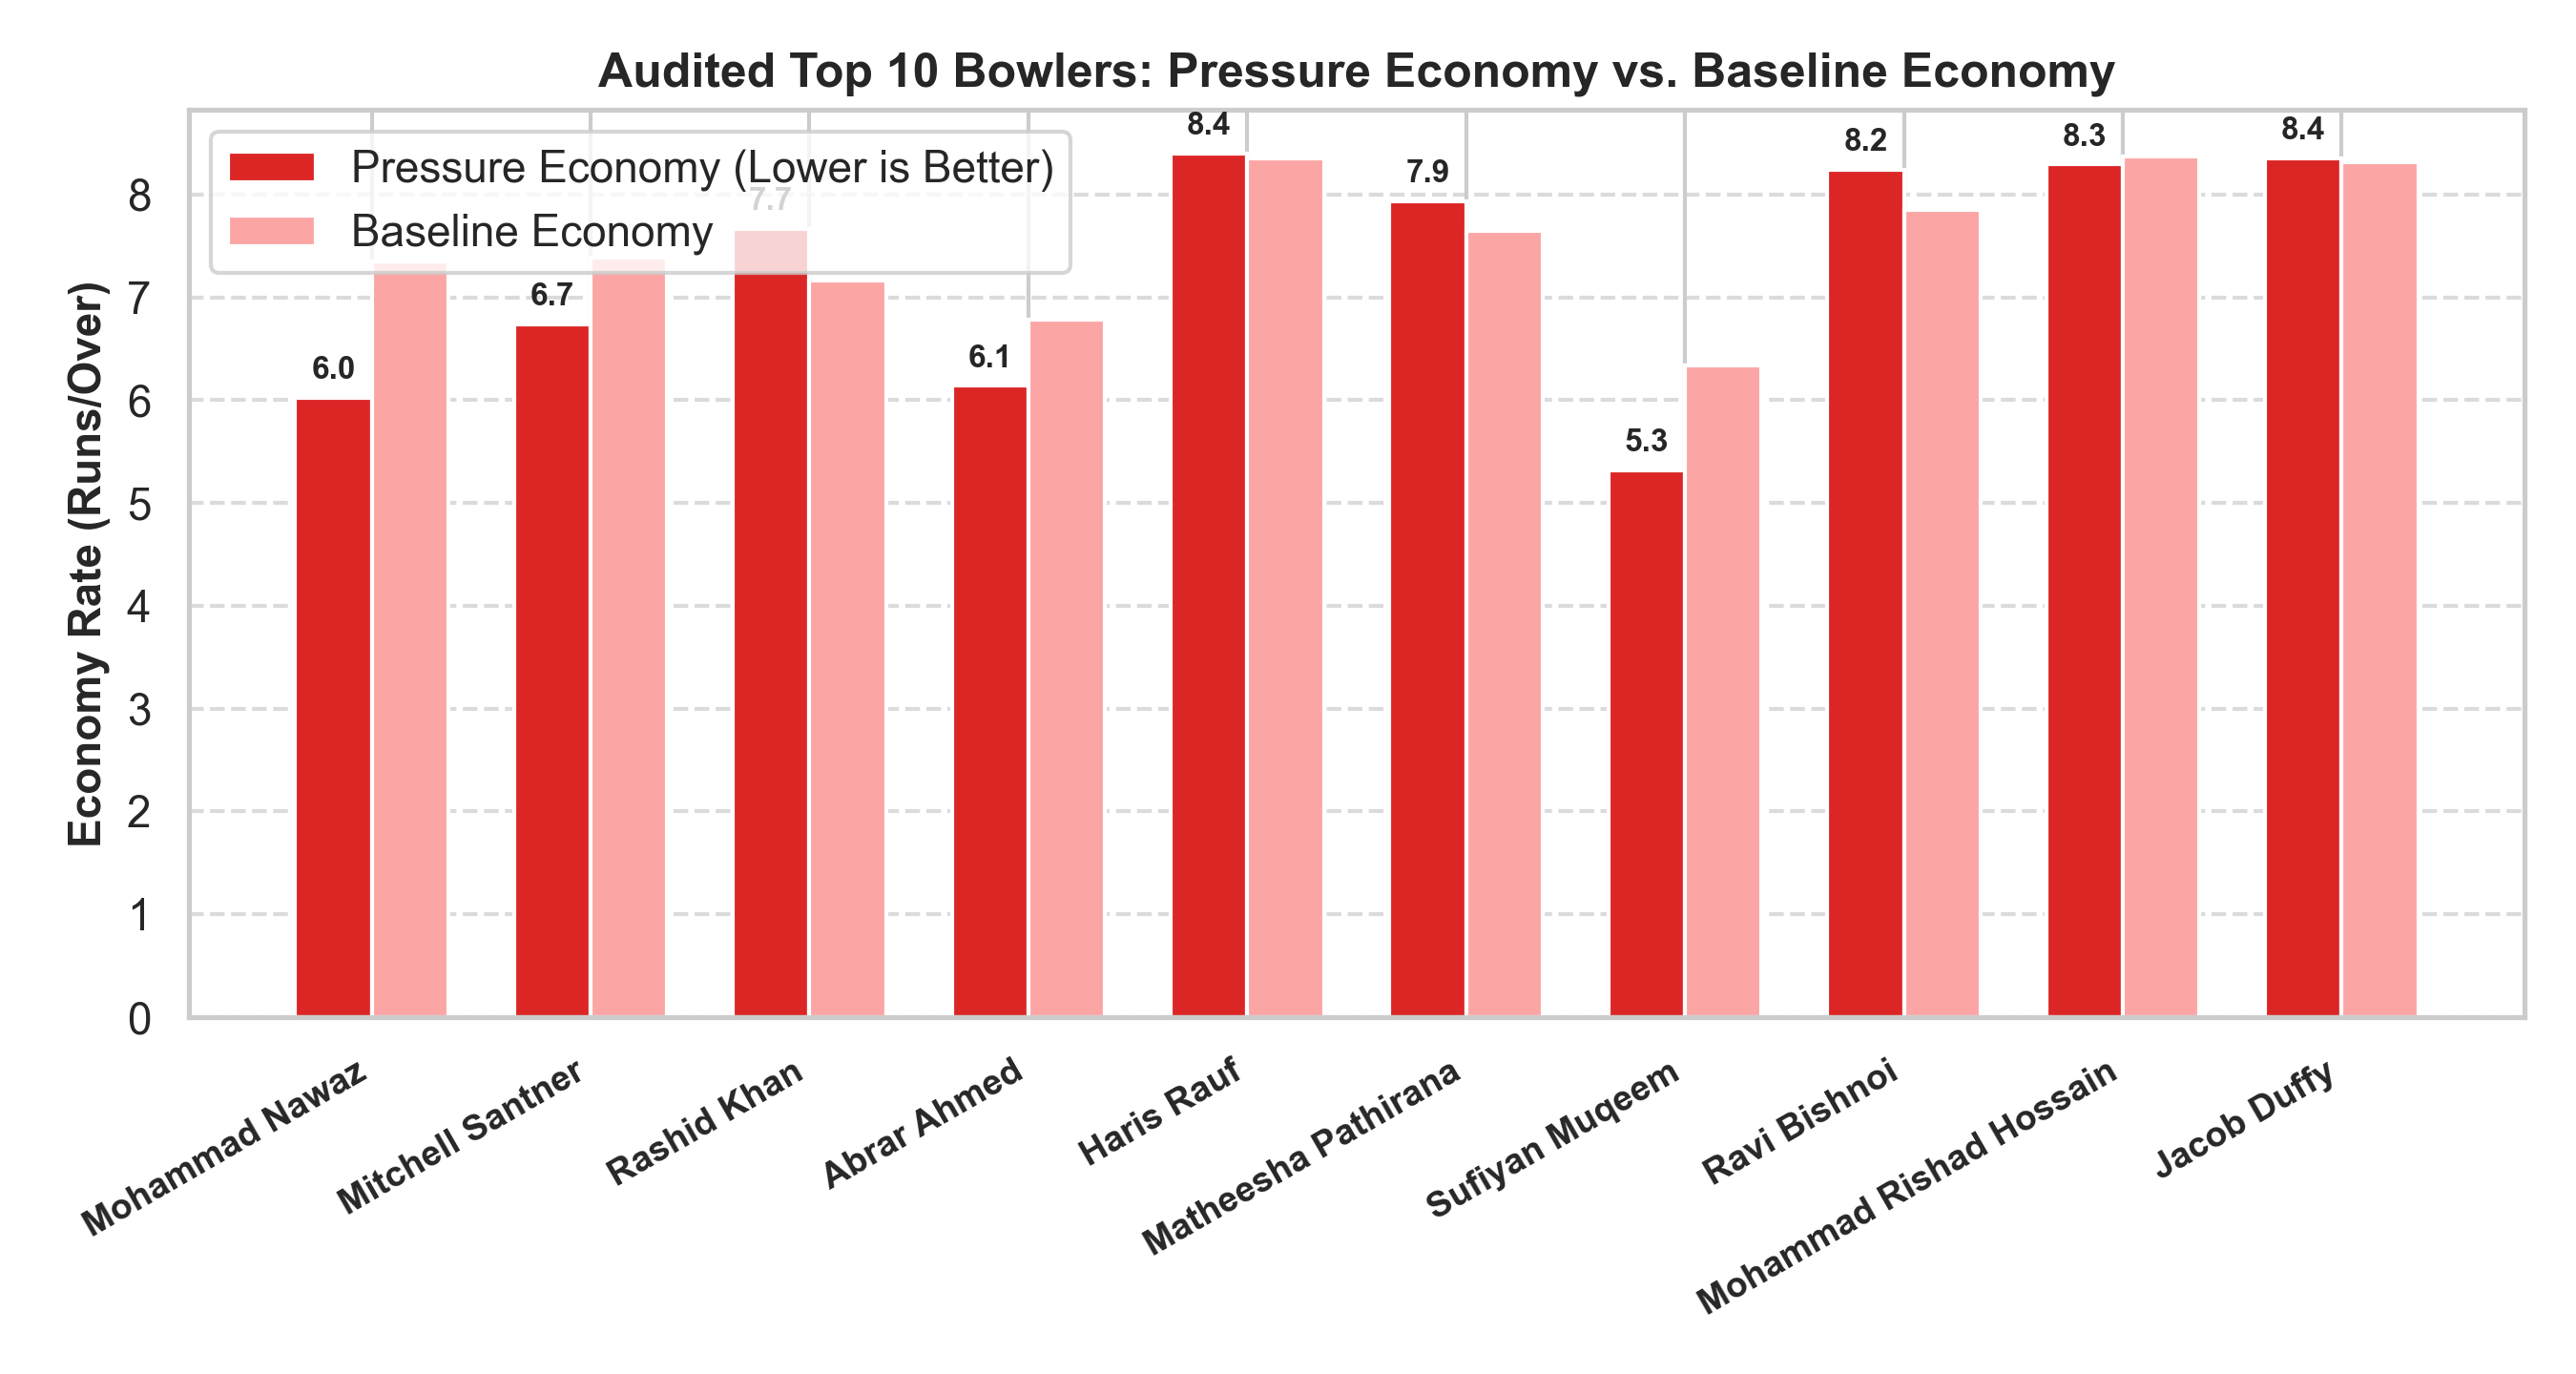 Audited Top 10 Bowlers: Pressure Economy vs. Baseline Economy
Pressure Economy (Lower is Better)
Baseline Economy
Economy Rate (Runs/Over)
8
7
6
5
4
3
2
1
0
6.0
6.7
7.7
6.1
8.4
7.9
5.3
8.2
8.3
8.4
Mohammad Nawaz
Mitchell Santner
Rashid Khan
Abrar Ahmed
Haris Rauf
Matheesha Pathirana
Sufiyan Muqeem
Ravi Bishnoi
Mohammad Rishad Hossain
Jacob Duffy